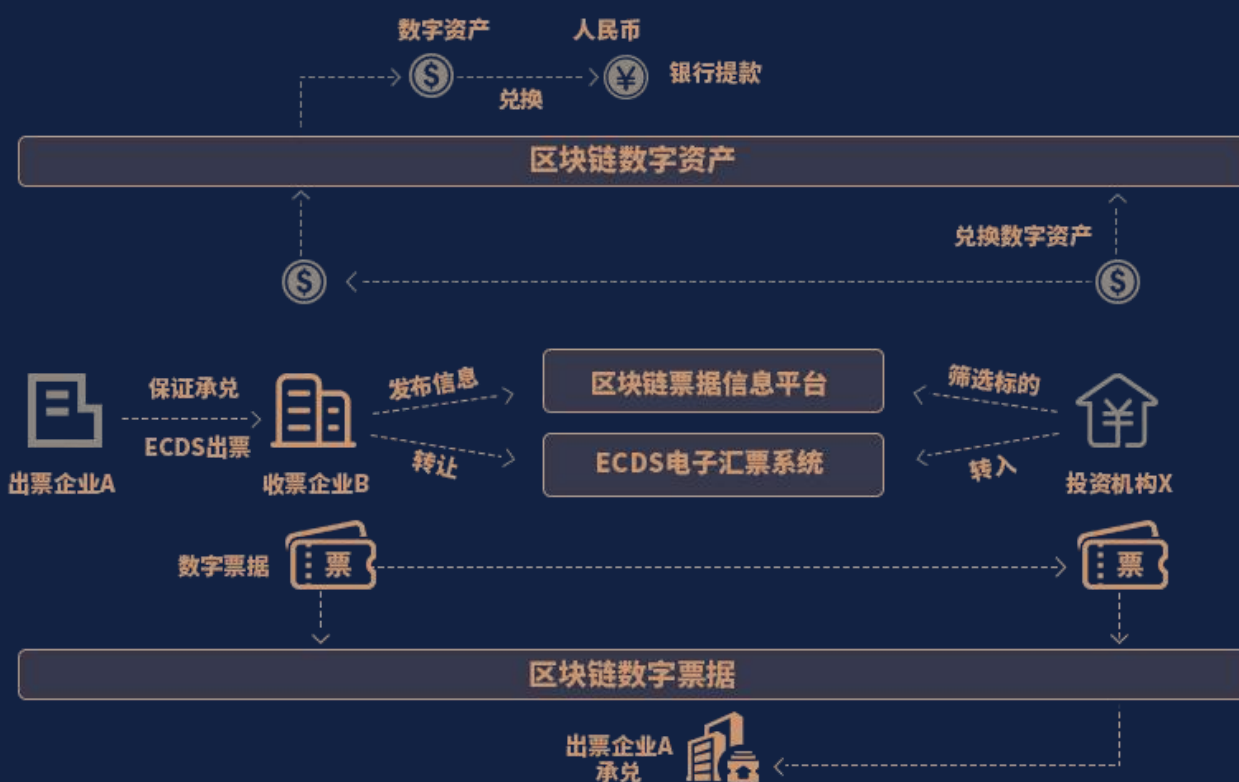 数字资产
人民币
$
¥
银行提款
兑换
区块链数字资产
兑换数字资产
$
$
保证承兑
ECDS出票
出票企业A
收票企业B
发布信息
转让
区块链票据信息平台
ECDS电子汇票系统
筛选标的
转入
¥
投资机构X
数字票据
票
票
区块链数字票据
出票企业A
承兑